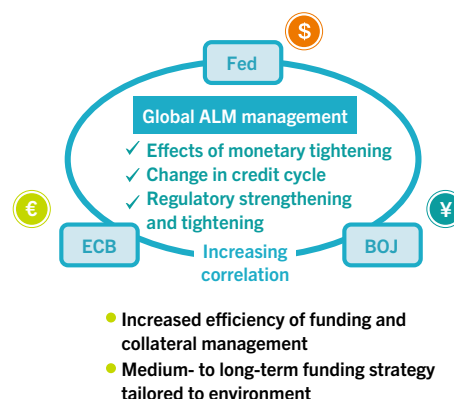 $
Fed
Global ALM management
✓ Effects of monetary tightening
✓ Change in credit cycle
✓ Regulatory strengthening
and tightening
€
¥
ECB
BOJ
Increasing
correlation
• Increased efficiency of funding and
collateral management
• Medium- to long-term funding strategy
tailored to environment